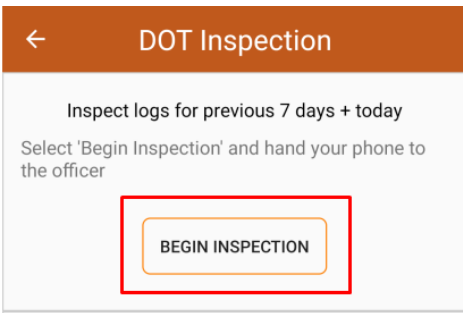 DOT Inspection
Inspect logs for previous 7 days + today
Select 'Begin Inspection' and hand your phone to
the officer
BEGIN INSPECTION